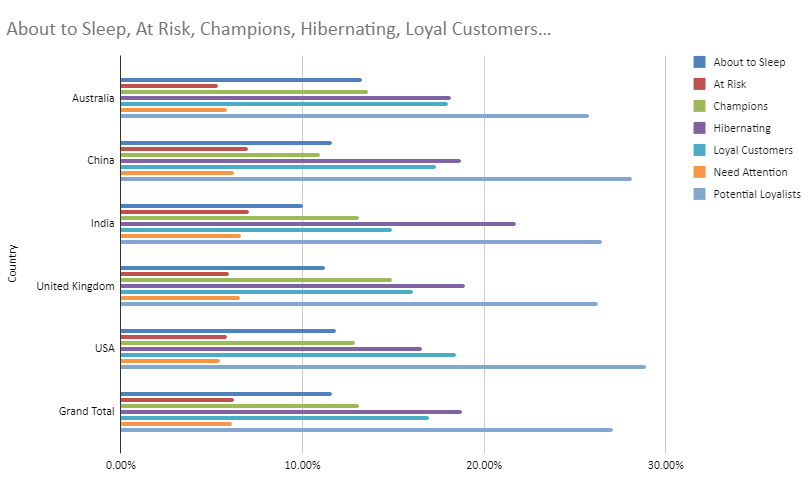 About to Sleep, At Risk, Champions, Hibernating, Loyal Customers...
About to Sleep
At Risk
Champions
Hibernating
Loyal Customers
Need Attention
Potential Loyalists
Country
Australia
China
India
United Kingdom
USA
Grand Total
0.00% 10.00% 20.00% 30.00%